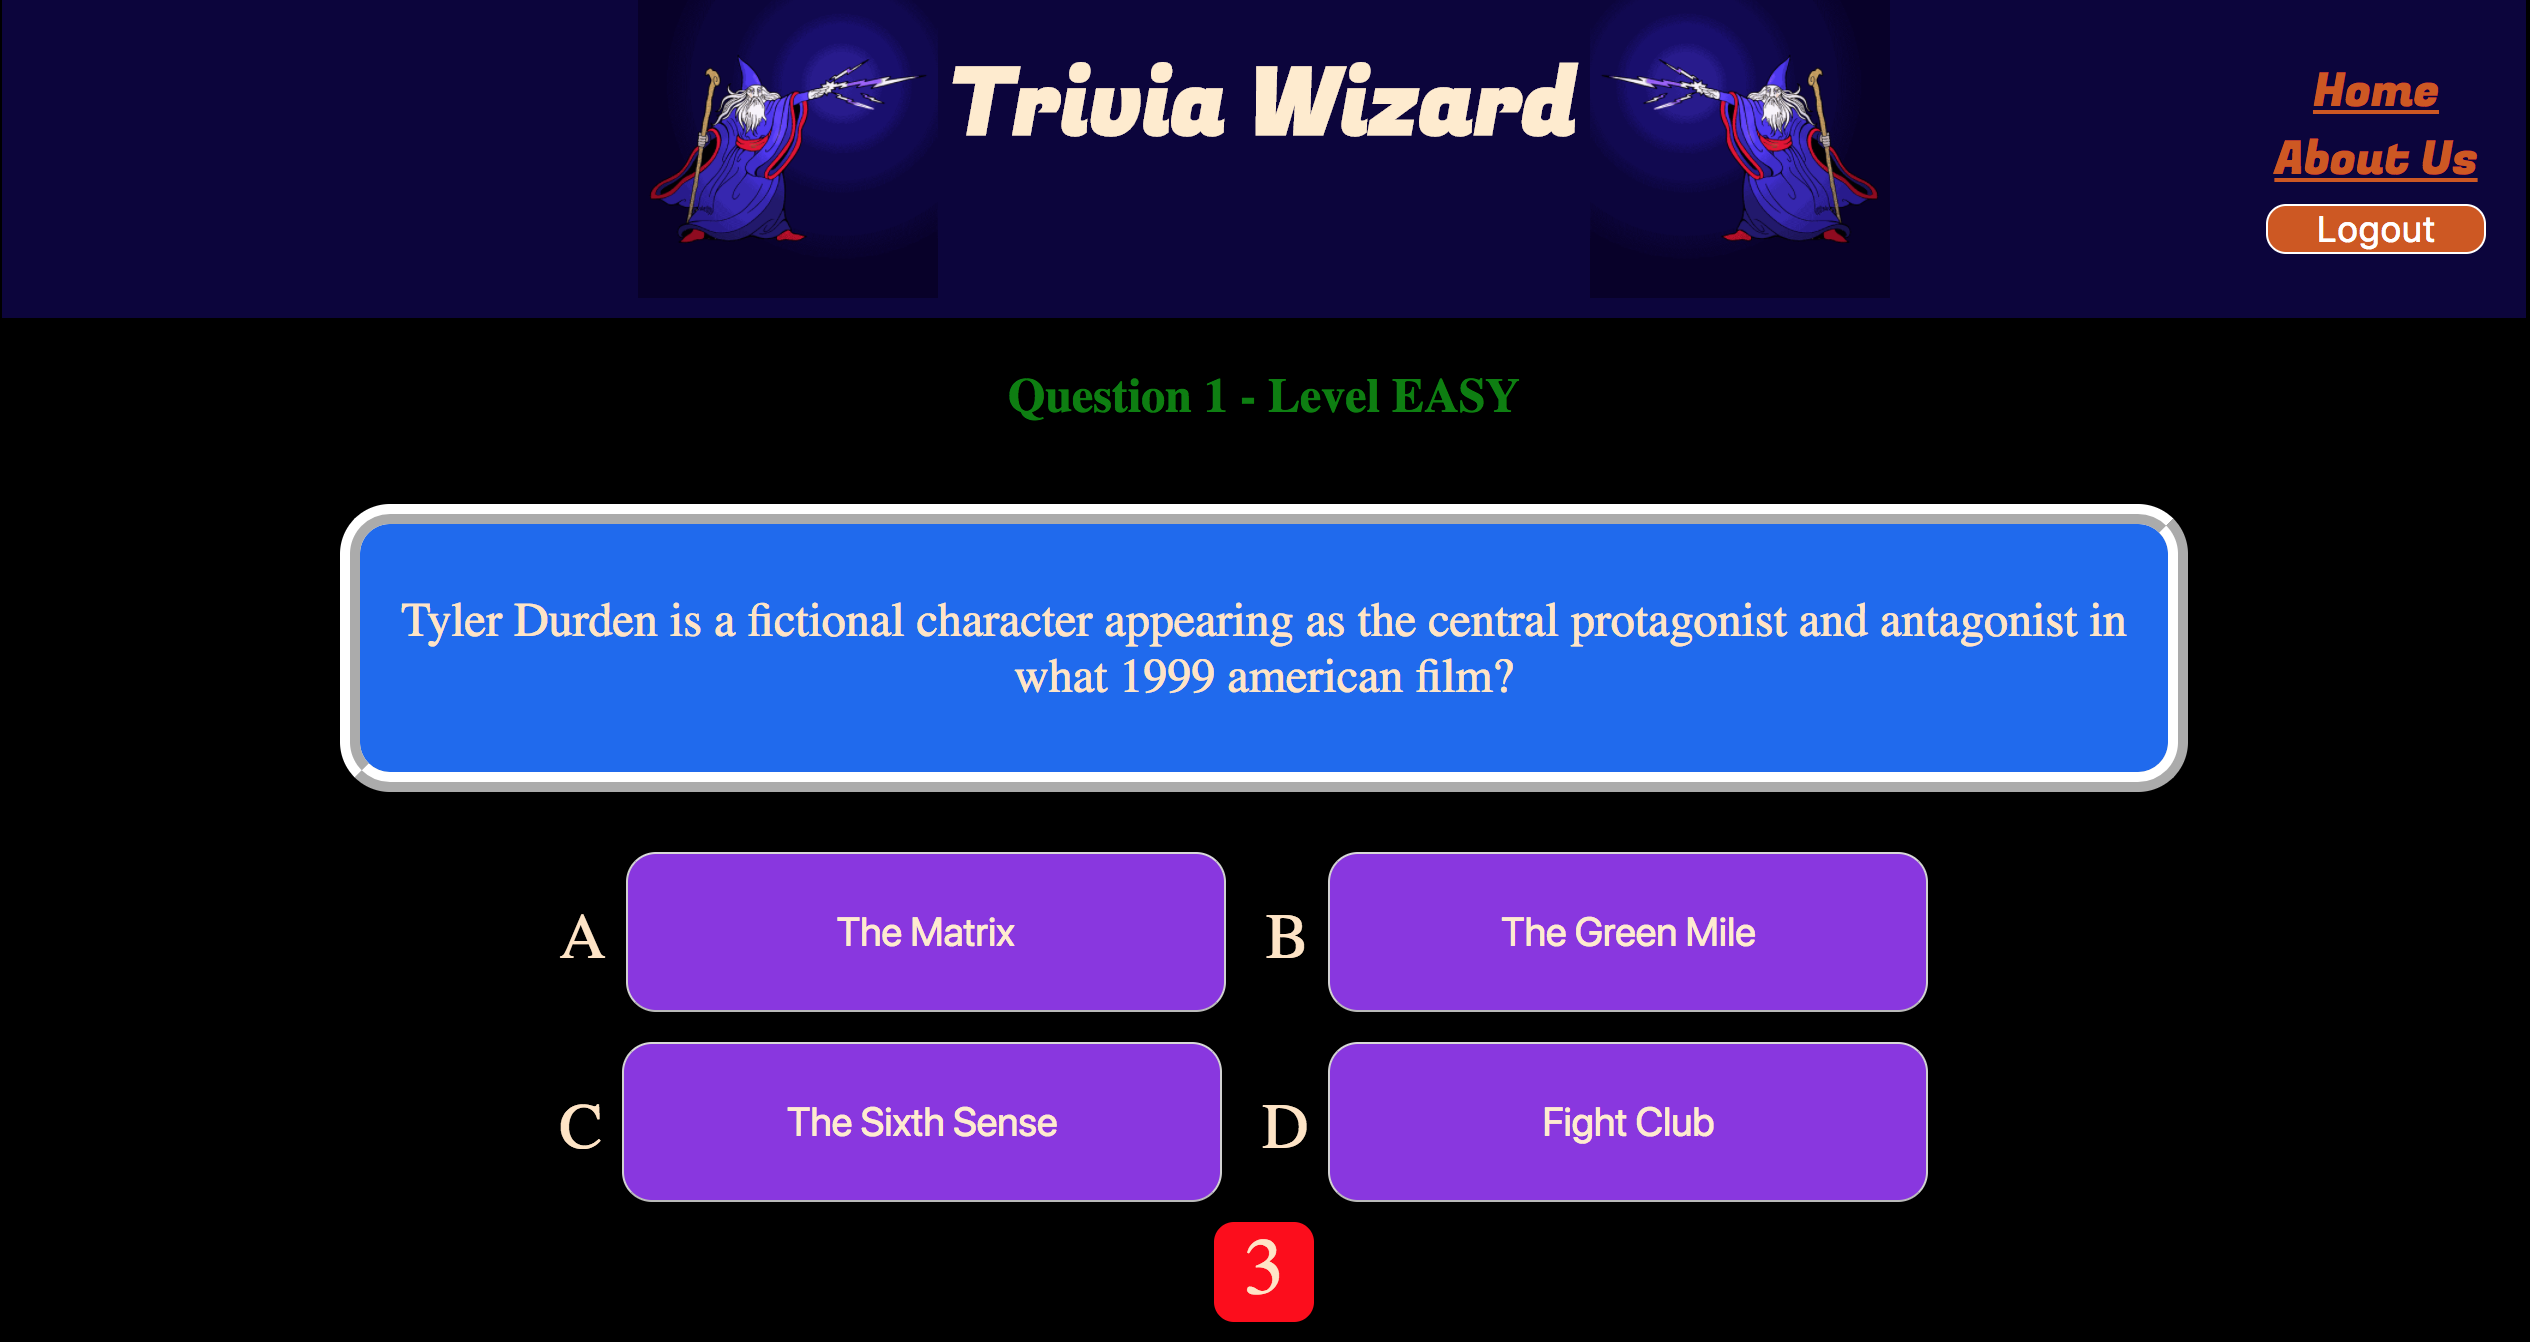 Trivia Wizard
Home
About Us
Logout
Question 1 - Level EASY
Tyler Durden is a fictional character appearing as the central protagonist and antagonist in
what 1999 american film?
A The Matrix
B The Green Mile
C The Sixth Sense
D Fight Club
3